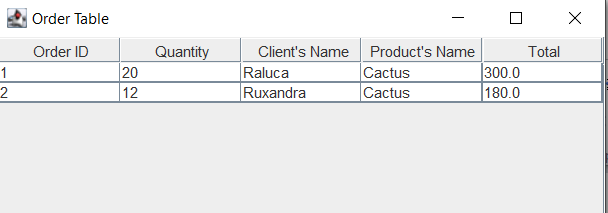 Order Table
Order ID Quantity Client's Name Product's Name Total
1 20 Raluca Cactus 300.0
2 12 Ruxandra Cactus 180.0